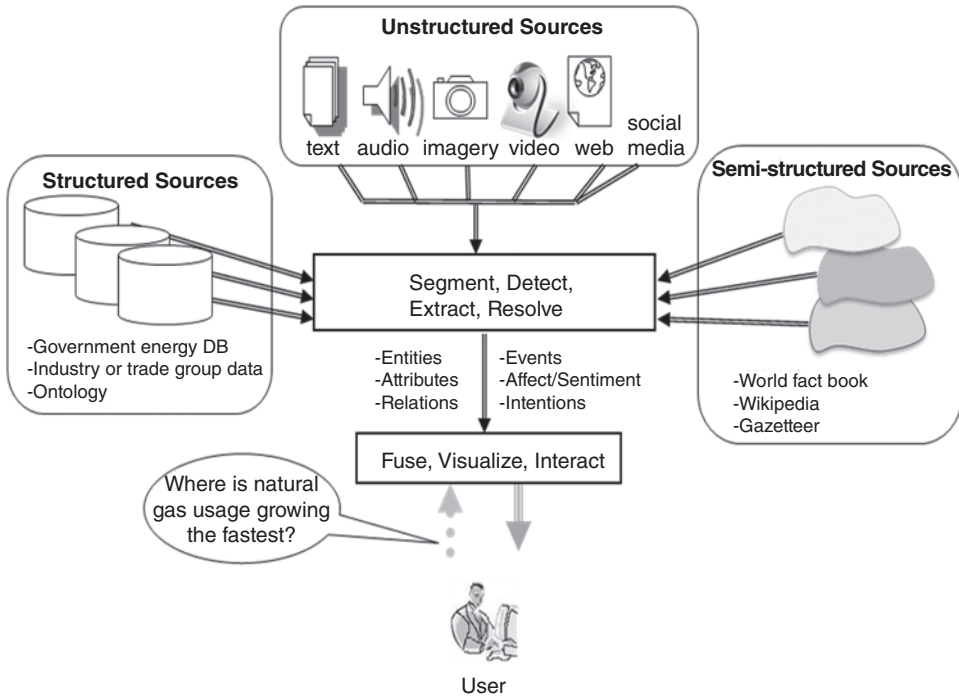 Unstructured Sources
text audio imagery video web social media
Structured Sources
-Government energy DB
-Industry or trade group data
-Ontology
Semi-structured Sources
-World fact book
-Wikipedia
-Gazetteer
Segment, Detect,
Extract, Resolve
-Entities
-Attributes
-Relations
-Events
-Affect/Sentiment
-Intentions
Fuse, Visualize, Interact
Where is natural
gas usage growing
the fastest?
User